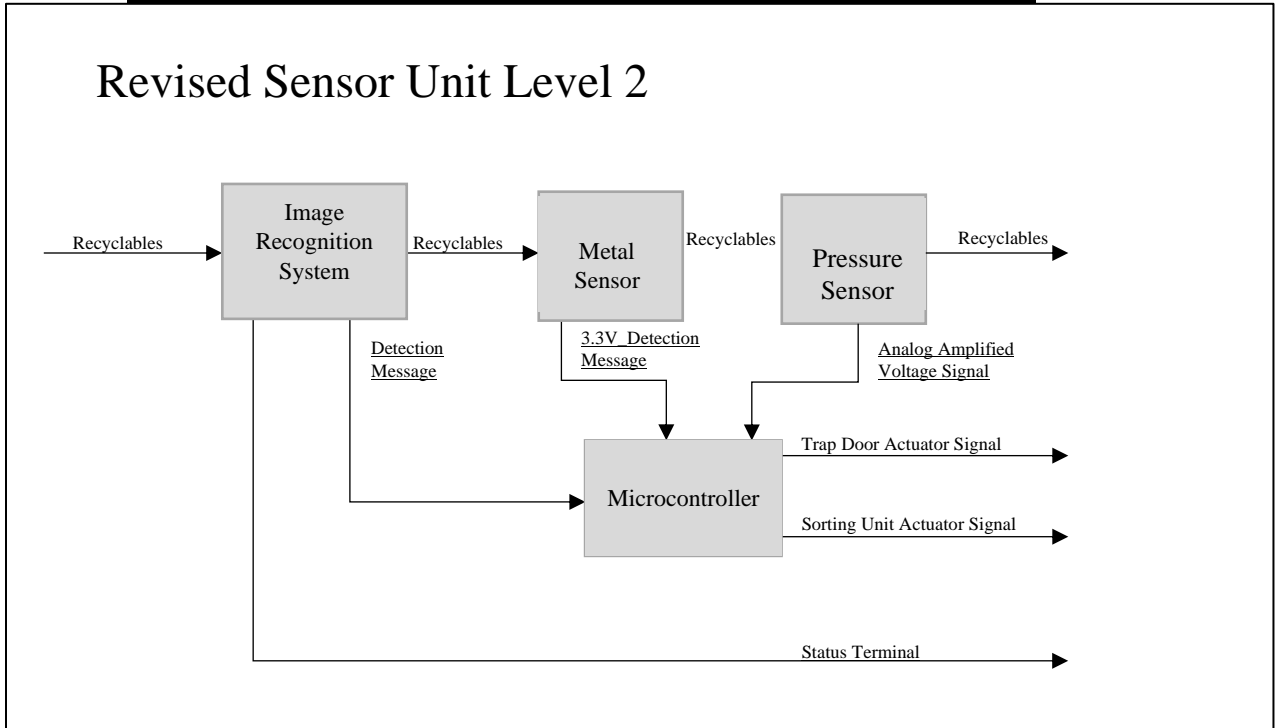 Revised Sensor Unit Level 2
Recyclables
Image
Recognition
System
Recyclables
Metal
Sensor
Recyclables
Pressure
Sensor
Recyclables
Detection
Message
3.3V_Detection
Message
Analog Amplified
Voltage Signal
Microcontroller
Trap Door Actuator Signal
Sorting Unit Actuator Signal
Status Terminal